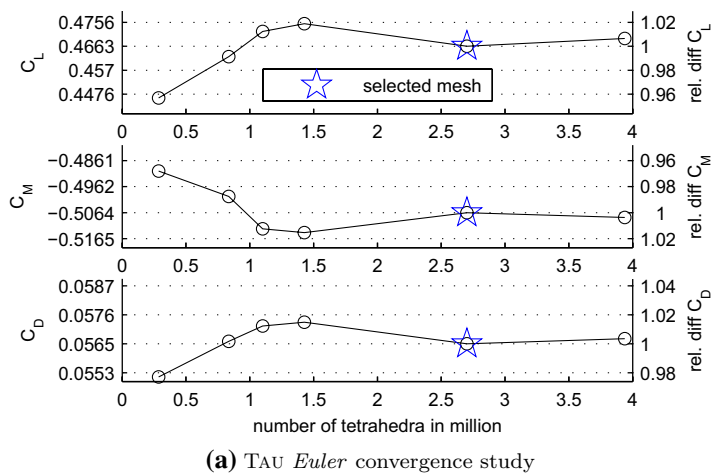 C_L
0.4756
0.4663
0.457
0.4476
selected mesh
1.02
1
0.98
0.96
rel. diff C_L
0 0.5 1 1.5 2 2.5 3 3.5 4
C_M
−0.4861
−0.4962
−0.5064
−0.5165
0.96
0.98
1
1.02
rel. diff C_M
0 0.5 1 1.5 2 2.5 3 3.5 4
C_D
0.0587
0.0576
0.0565
0.0553
1.04
1.02
1
0.98
rel. diff C_D
0 0.5 1 1.5 2 2.5 3 3.5 4
number of tetrahedra in million
(a) TAU Euler convergence study